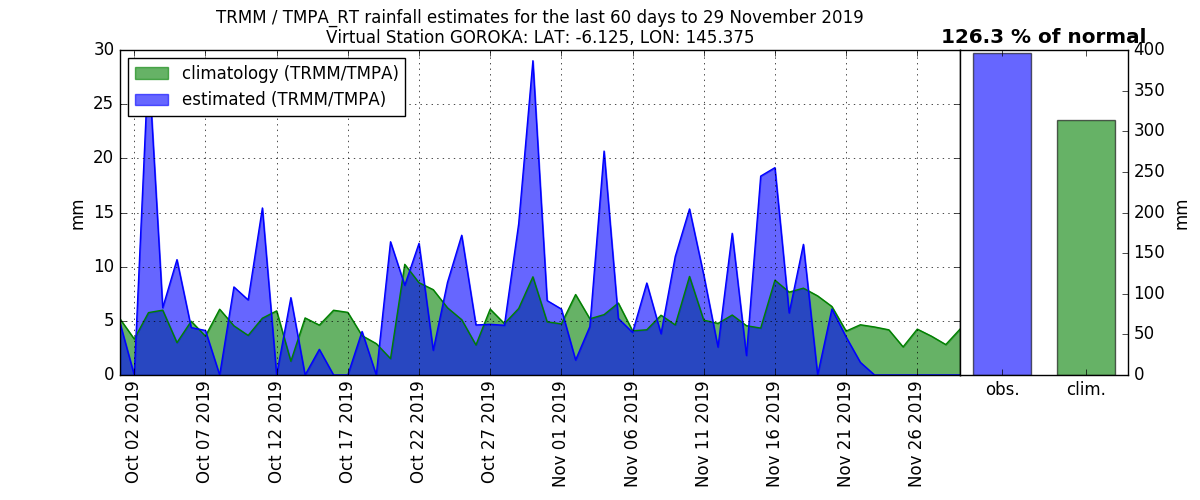 TRMM / TMPA_RT rainfall estimates for the last 60 days to 29 November 2019
Virtual Station GOROKA: LAT: -6.125, LON: 145.375
126.3 % of normal
climatology (TRMM/TMPA)
estimated (TRMM/TMPA)
mm
30
25
20
15
10
5
0
Oct 02 2019
Oct 07 2019
Oct 12 2019
Oct 17 2019
Oct 22 2019
Oct 27 2019
Nov 01 2019
Nov 06 2019
Nov 11 2019
Nov 16 2019
Nov 21 2019
Nov 26 2019
obs.
clim.
400
350
300
250
200
150
100
50
0
mm